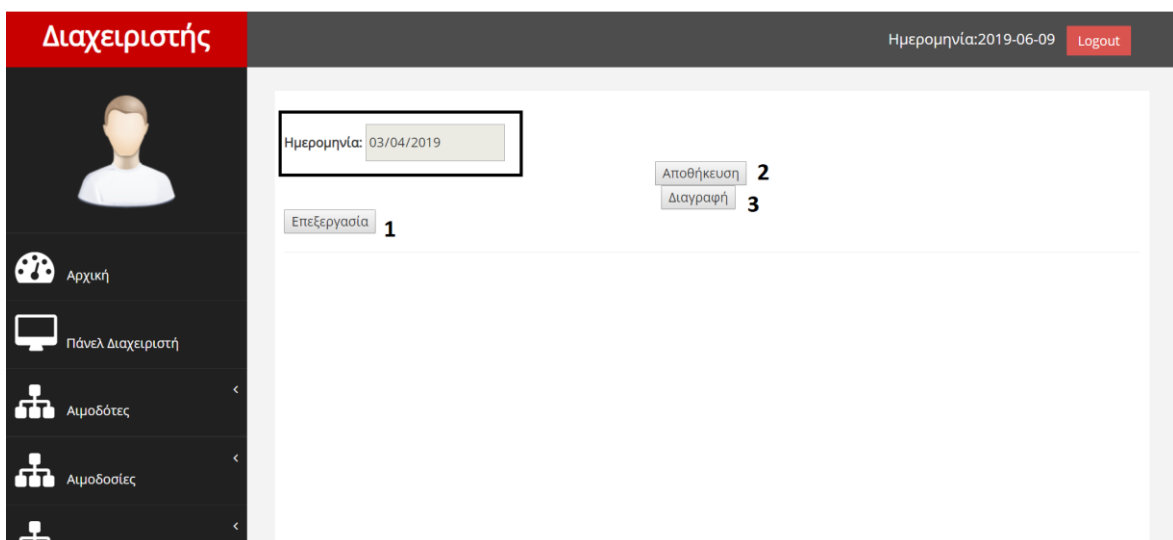 Διαχειριστής
Ημερομηνία:2019-06-09 Logout
Ημερομηνία: 03/04/2019
Αποθήκευση 2
Διαγραφή 3
Επεξεργασία 1
Αρχική
Πάνελ Διαχειριστή
Αιμοδότες
Αιμοδοσίες